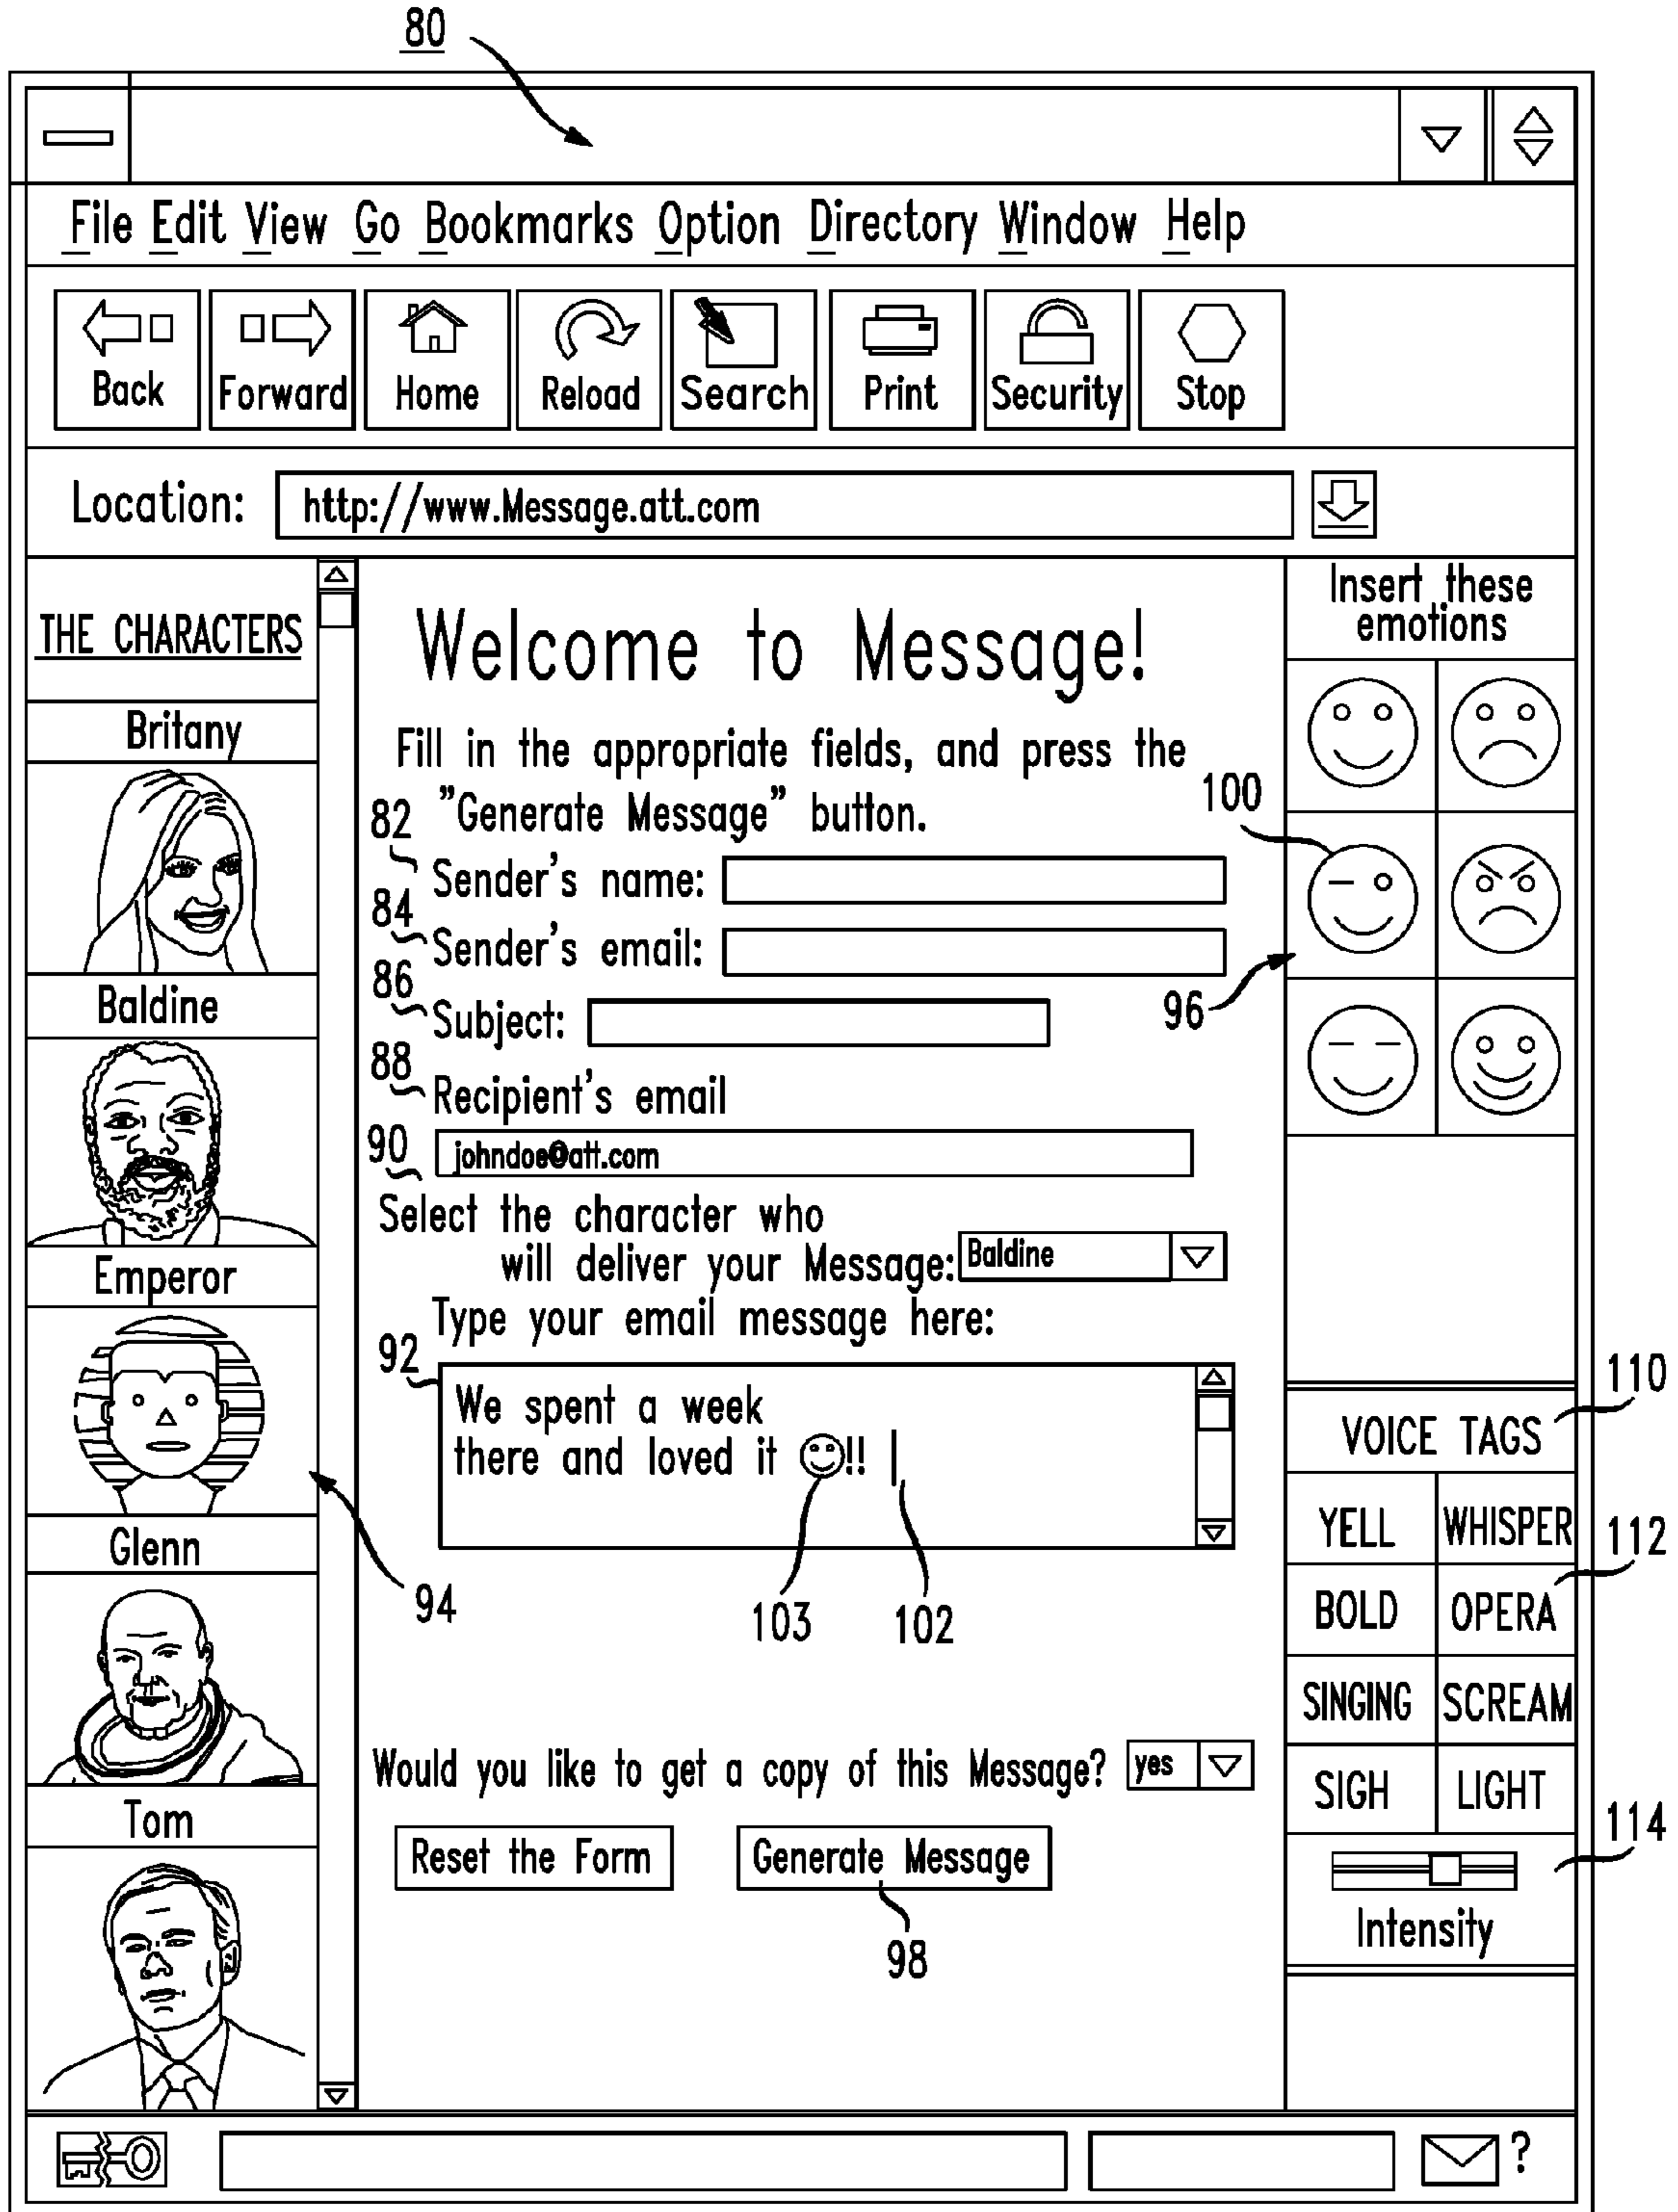 80
File Edit View Go Bookmarks Option Directory Window Help
Back Forward Home Reload Search Print Security Stop
Location: http://www.Message.att.com
THE CHARACTERS
Britany
Baldine
Emperor
Glenn
Tom
94
Welcome to Message!
Fill in the appropriate fields, and press the
"Generate Message" button.
82
Sender's name:
84
Sender's email:
86
Subject:
88
Recipient's email
90
johndoe@att.com
Select the character who
will deliver your Message: Baldine
Type your email message here:
92
We spent a week
there and loved it !!
103 102
Would you like to get a copy of this Message? yes
Reset the Form Generate Message
98
Insert these
emotions
100
96
110
VOICE TAGS
YELL WHISPER
112
BOLD OPERA
SINGING SCREAM
SIGH LIGHT
114
Intensity
?